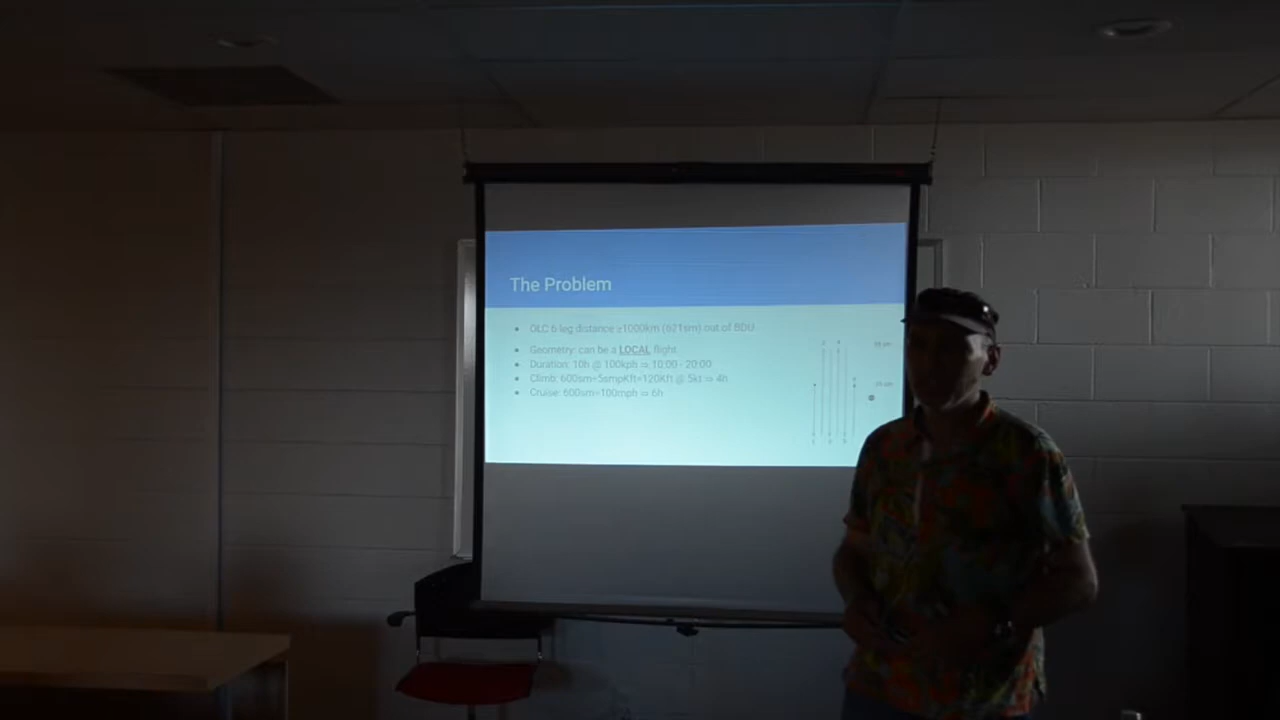 The Problem
OLC 6 leg distance ≥1000km (621sm) out of BDU
Geometry: can be a LOCAL flight
Duration: 10h @ 100kph ⇒ 10:00 - 20:00
Climb: 600sm÷5smpKft=120Kft @ 5kt ⇒ 4h
Cruise: 600sm÷100mph ⇒ 6h